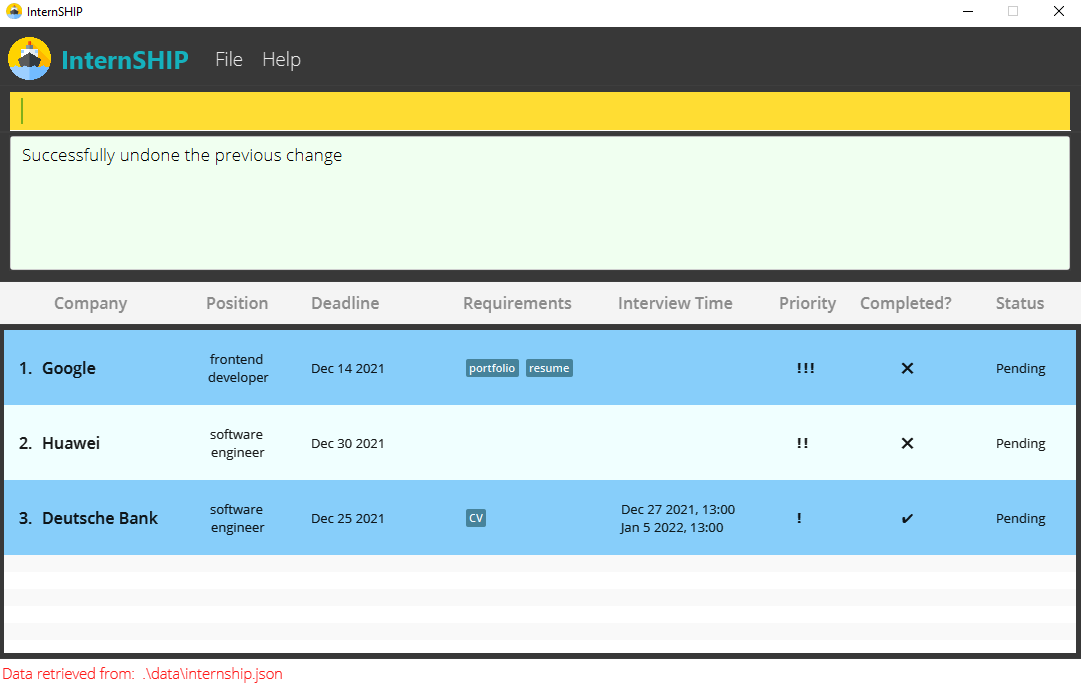 InternSHIP
InternSHIP File Help
Successfully undone the previous change
Company Position Deadline Requirements Interview Time Priority Completed? Status
1. Google frontend developer Dec 14 2021 portfolio resume !!! ✕ Pending
2. Huawei software engineer Dec 30 2021 !! ✕ Pending
3. Deutsche Bank software engineer Dec 25 2021 CV Dec 27 2021, 13:00 Jan 5 2022, 13:00 ! ✔ Pending
Data retrieved from: .\data\internship.json